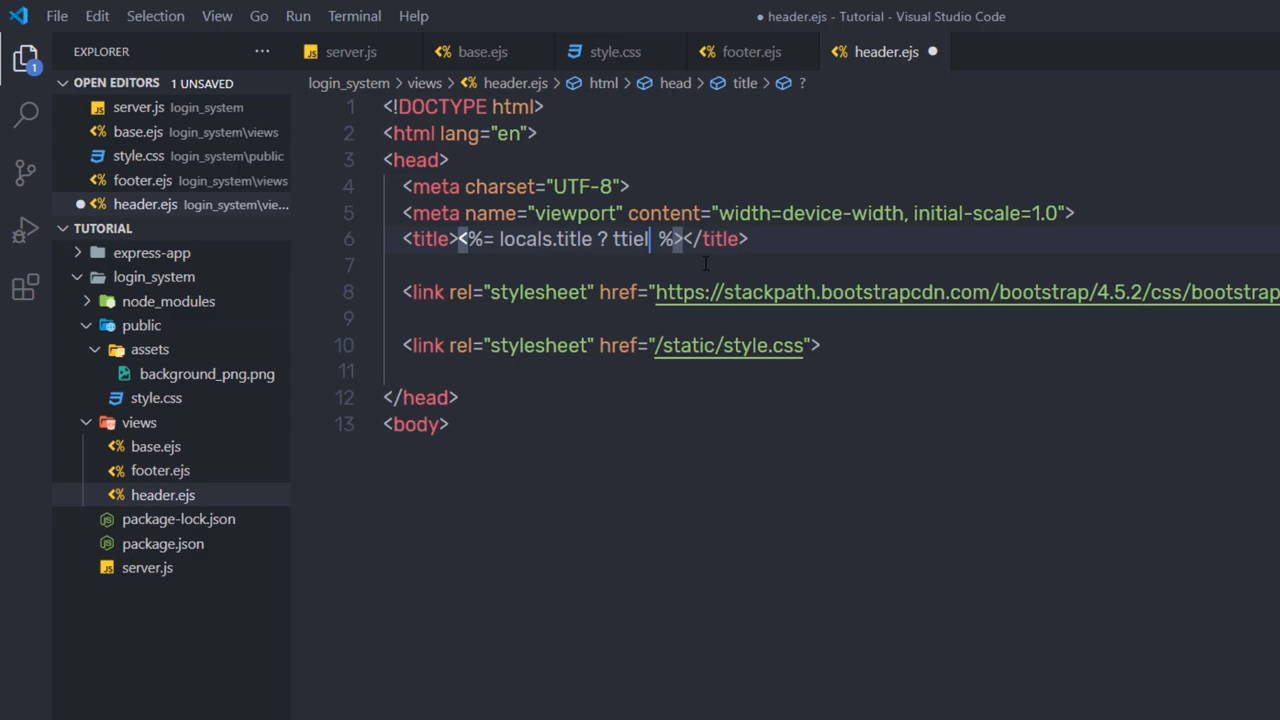 File Edit Selection View Go Run Terminal Help
● header.ejs - Tutorial - Visual Studio Code
1
EXPLORER ...
JS server.js
<% base.ejs
style.css
<% footer.ejs
<% header.ejs ●
OPEN EDITORS 1 UNSAVED
JS server.js login_system
<% base.ejs login_system\views
style.css login_system\public
<% footer.ejs login_system\views
● <% header.ejs login_system\vie...
TUTORIAL
express-app
login_system
node_modules
public
assets
background_png.png
style.css
views
<% base.ejs
<% footer.ejs
<% header.ejs
package-lock.json
package.json
JS server.js
login_system > views > <% header.ejs > html > head > title > ?
1 <!DOCTYPE html>
2 <html lang="en">
3 <head>
4 <meta charset="UTF-8">
5 <meta name="viewport" content="width=device-width, initial-scale=1.0">
6 <title><%= locals.title ? ttiel %></title>
7
8 <link rel="stylesheet" href="https://stackpath.bootstrapcdn.com/bootstrap/4.5.2/css/bootstrap
9
10 <link rel="stylesheet" href="/static/style.css">
11
12 </head>
13 <body>